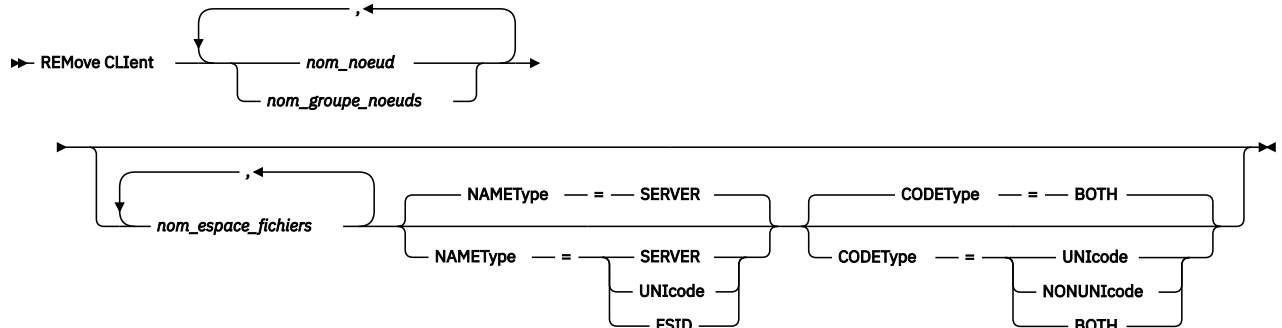 ,
REMove CLIent nom_noeud
nom_groupe_noeuds
,
NAMEType = SERVER CODEType = BOTH
nom_espace_fichiers
NAMEType = SERVER CODEType = UNIcode
UNIcode NONUNIcode
FSID BOTH